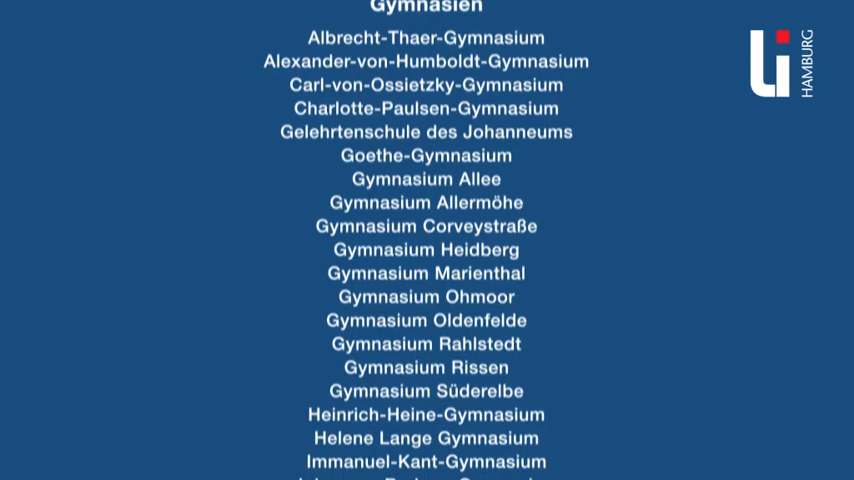 Gymnasien
Albrecht-Thaer-Gymnasium
Alexander-von-Humboldt-Gymnasium
Carl-von-Ossietzky-Gymnasium
Charlotte-Paulsen-Gymnasium
Gelehrtenschule des Johanneums
Goethe-Gymnasium
Gymnasium Allee
Gymnasium Allermöhe
Gymnasium Corveystraße
Gymnasium Heidberg
Gymnasium Marienthal
Gymnasium Ohmoor
Gymnasium Oldenfelde
Gymnasium Rahlstedt
Gymnasium Rissen
Gymnasium Süderelbe
Heinrich-Heine-Gymnasium
Helene Lange Gymnasium
Immanuel-Kant-Gymnasium
Li
HAMBURG